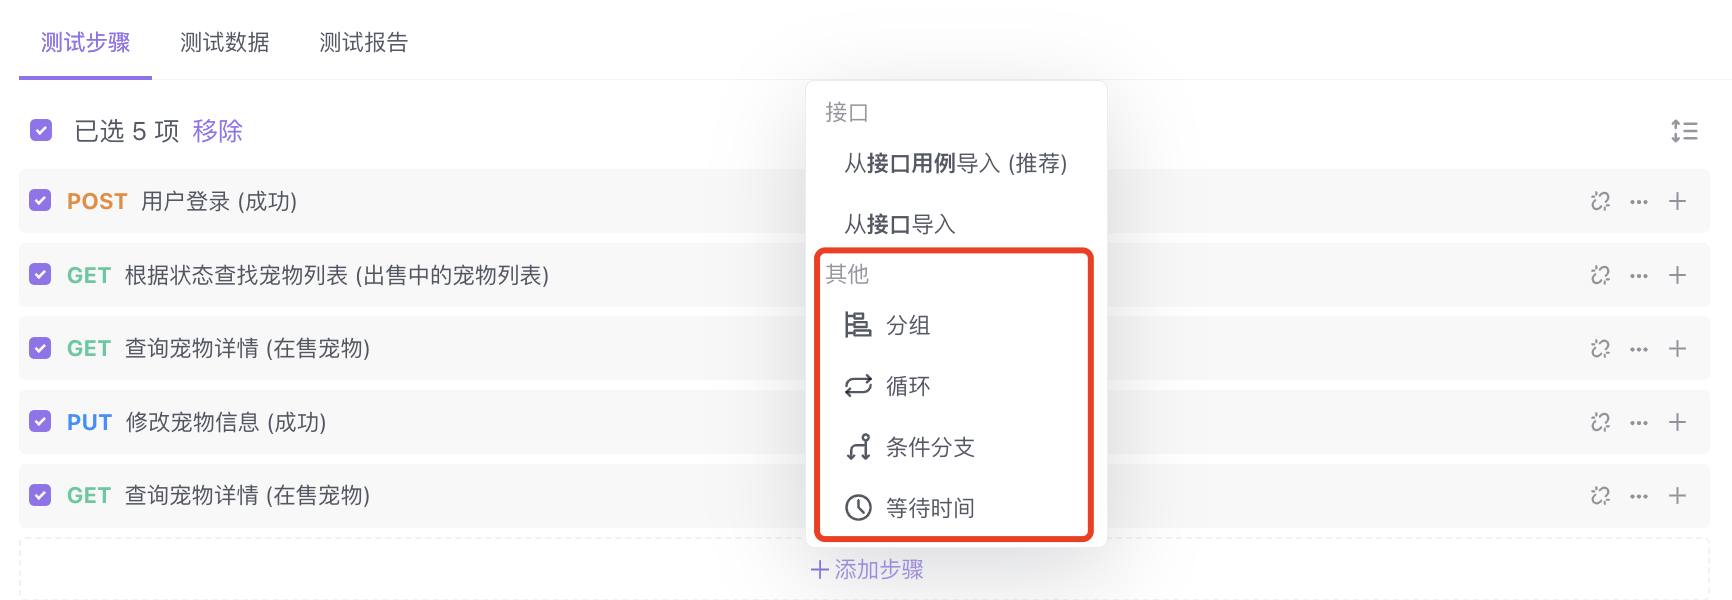 测试步骤 测试数据 测试报告
已选 5 项 移除
POST 用户登录 (成功)
GET 根据状态查找宠物列表 (出售中的宠物列表)
GET 查询宠物详情 (在售宠物)
PUT 修改宠物信息 (成功)
GET 查询宠物详情 (在售宠物)
接口
从接口用例导入 (推荐)
从接口导入
其他
分组
循环
条件分支
等待时间
添加步骤